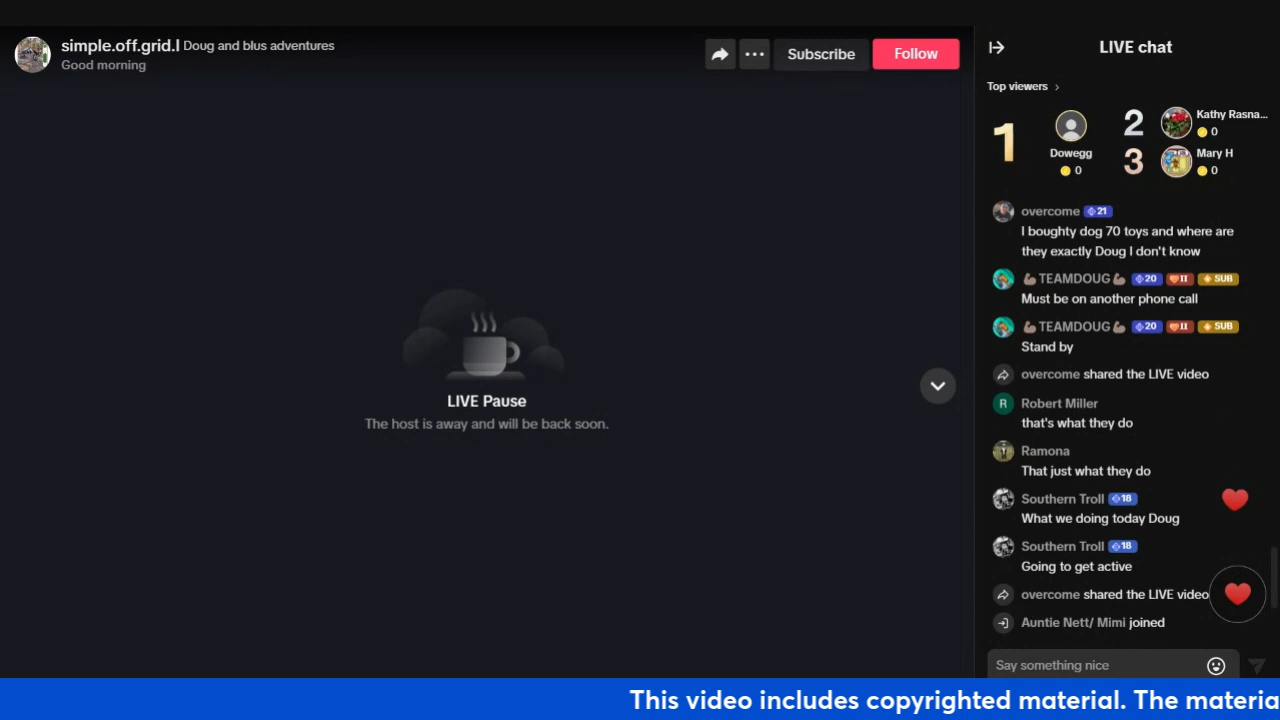 simple.off.grid.l Doug and blus adventures
Good morning
Subscribe
Follow
LIVE Pause
The host is away and will be back soon.
LIVE chat
Top viewers
1
Dowegg
0
2
Kathy Rasna...
0
3
Mary H
0
overcome 21
I boughty dog 70 toys and where are
they exactly Doug I don't know
TEAMDOUG 20 II SUB
Must be on another phone call
TEAMDOUG 20 II SUB
Stand by
overcome shared the LIVE video
R Robert Miller
that's what they do
Ramona
That just what they do
Southern Troll 18
What we doing today Doug
Southern Troll 18
Going to get active
overcome shared the LIVE video
Auntie Nett/ Mimi joined
Say something nice
This video includes copyrighted material. The materia